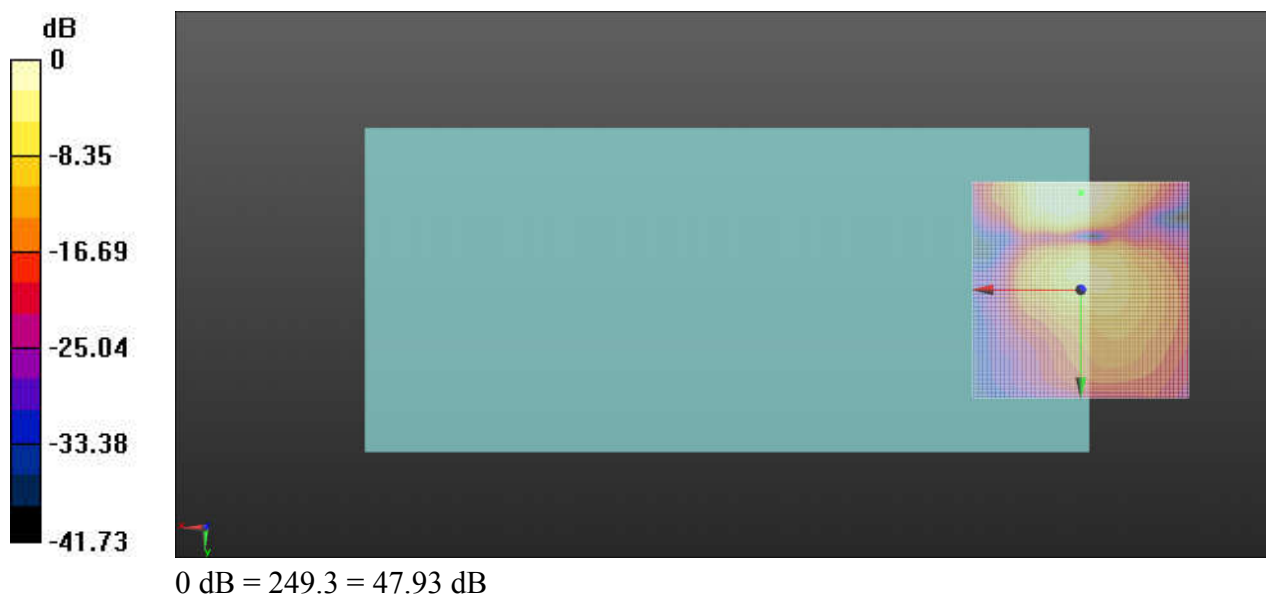 dB
0
-8.35
-16.69
-25.04
-33.38
-41.73
x
y
0 dB = 249.3 = 47.93 dB